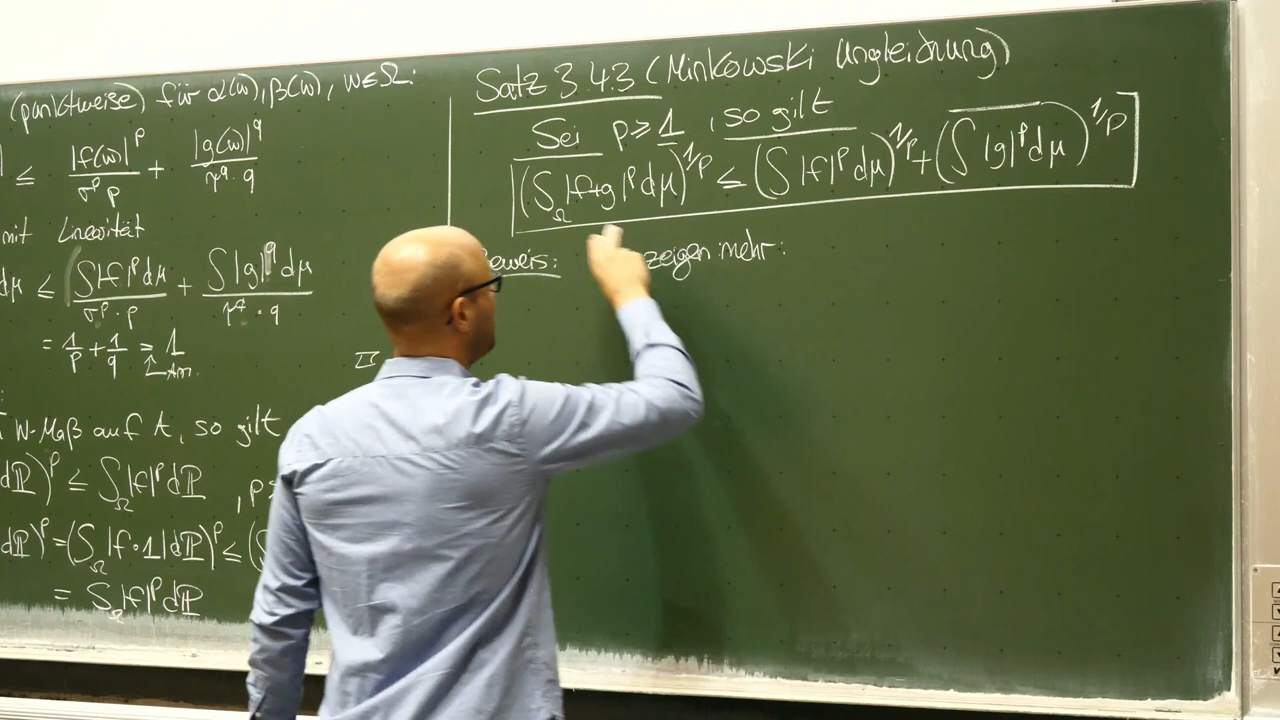 (punktweise) für α(ω), β(ω), ω∈Ω:
≤ |f(ω)|^p / σ^p p + |g(ω)|^q / τ^q · q
mit Linearität
dμ ≤ ∫|f|^p dμ / σ^p · p + ∫|g|^q dμ / τ^q · q
= 1/p + 1/q = 1
W-Maß auf A, so gilt
dℙ)^p ≤ ∫_Ω |f|^p dℙ , p≥
dℙ)^p = (∫_Ω |f·1| dℙ)^p ≤ (∫
= ∫_Ω |f|^p dℙ
Satz 3.4.3 (Minkowski Ungleichung)
Sei p ≥ 1, so gilt
(∫_Ω |f+g|^p dμ)^1/p ≤ (∫ |f|^p dμ)^1/p + (∫ |g|^p dμ)^1/p
eweis: zeigen mehr: